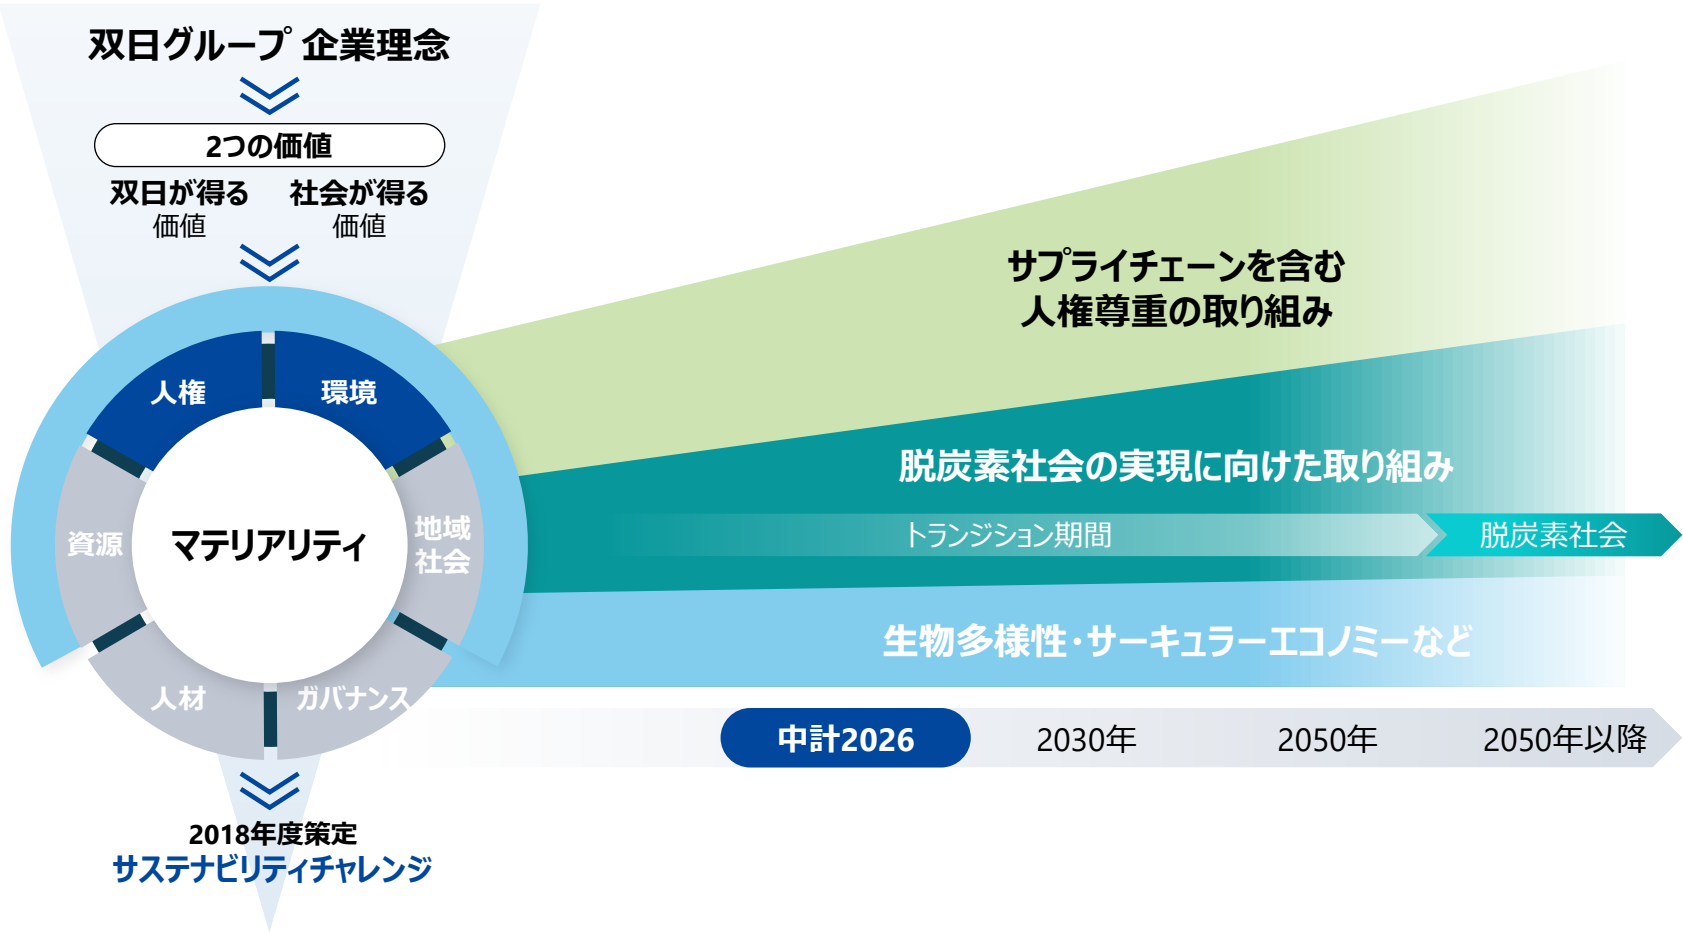 双日グループ 企業理念
2つの価値
双日が得る
価値
社会が得る
価値
人権
環境
資源
マテリアリティ
地域
社会
人材
ガバナンス
2018年度策定
サステナビリティチャレンジ
サプライチェーンを含む
人権尊重の取り組み
脱炭素社会の実現に向けた取り組み
トランジション期間
脱炭素社会
生物多様性・サーキュラーエコノミーなど
中計2026
2030年
2050年
2050年以降